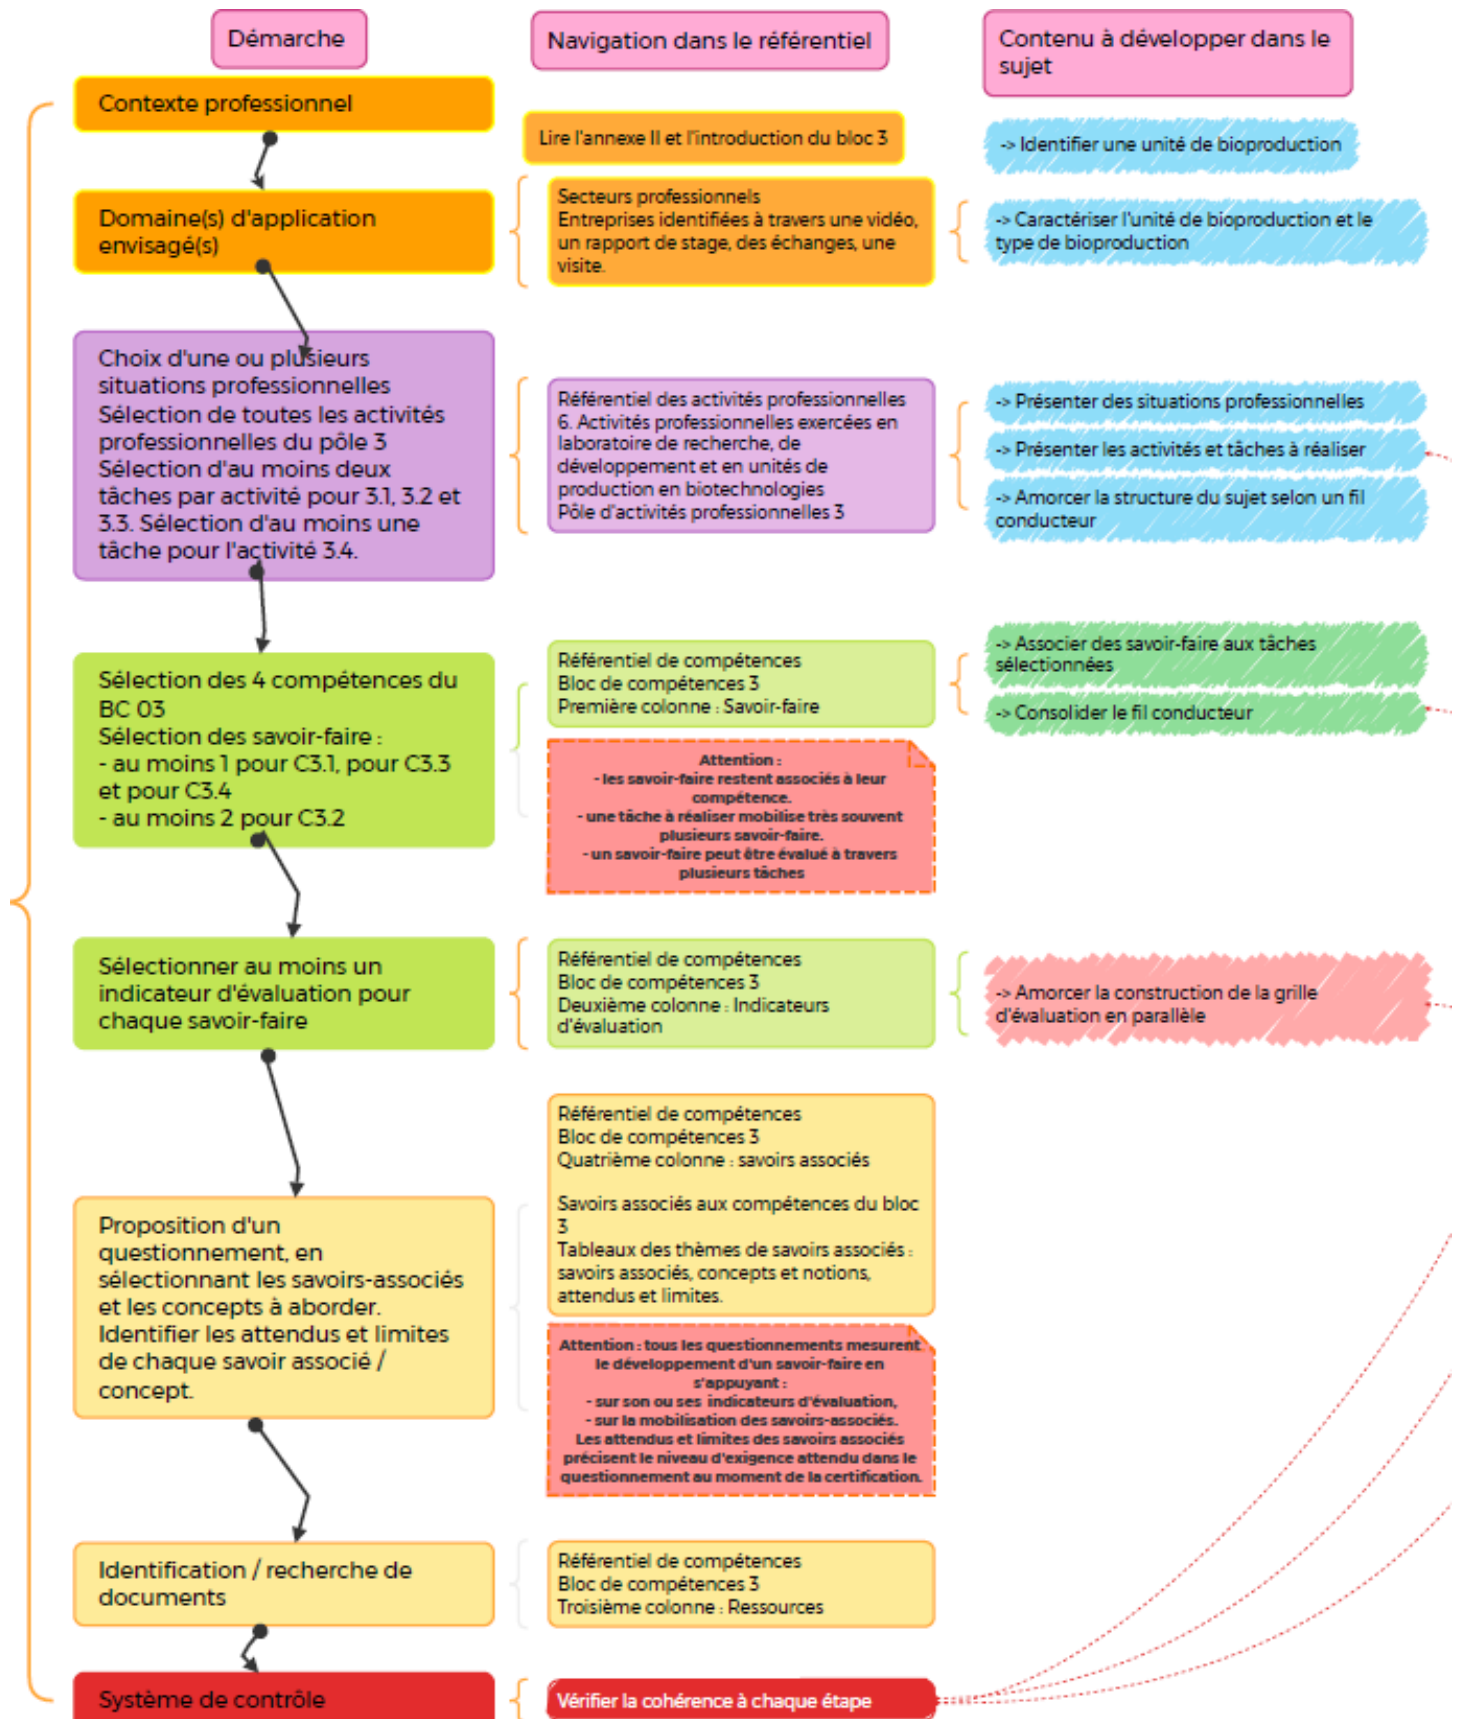 Démarche
Navigation dans le référentiel
Contenu à développer dans le
sujet
Contexte professionnel
Lire l'annexe II et l'introduction du bloc 3
-> Identifier une unité de bioproduction
Domaine(s) d'application
envisagé(s)
Secteurs professionnels
Entreprises identifiées à travers une vidéo,
un rapport de stage, des échanges, une
visite.
-> Caractériser l'unité de bioproduction et le
type de bioproduction
Choix d'une ou plusieurs
situations professionnelles
Sélection de toutes les activités
professionnelles du pôle 3
Sélection d'au moins deux
tâches par activité pour 3.1, 3.2 et
3.3. Sélection d'au moins une
tâche pour l'activité 3.4.
Référentiel des activités professionnelles
6. Activités professionnelles exercées en
laboratoire de recherche, de
développement et en unités de
production en biotechnologies
Pôle d'activités professionnelles 3
-> Présenter des situations professionnelles
-> Présenter les activités et tâches à réaliser
-> Amorcer la structure du sujet selon un fil
conducteur
Sélection des 4 compétences du
BC 03
Sélection des savoir-faire :
- au moins 1 pour C3.1, pour C3.3
et pour C3.4
- au moins 2 pour C3.2
Référentiel de compétences
Bloc de compétences 3
Première colonne : Savoir-faire
-> Associer des savoir-faire aux tâches
sélectionnées
-> Consolider le fil conducteur
Attention :
- les savoir-faire restent associés à leur
compétence.
- une tâche à réaliser mobilise très souvent
plusieurs savoir-faire.
- un savoir-faire peut être évalué à travers
plusieurs tâches
Sélectionner au moins un
indicateur d'évaluation pour
chaque savoir-faire
Référentiel de compétences
Bloc de compétences 3
Deuxième colonne : Indicateurs
d'évaluation
-> Amorcer la construction de la grille
d'évaluation en parallèle
Proposition d'un
questionnement, en
sélectionnant les savoirs-associés
et les concepts à aborder.
Identifier les attendus et limites
de chaque savoir associé /
concept.
Référentiel de compétences
Bloc de compétences 3
Quatrième colonne : savoirs associés
Savoirs associés aux compétences du bloc
3
Tableaux des thèmes de savoirs associés :
savoirs associés, concepts et notions,
attendus et limites.
Attention : tous les questionnements mesurent
le développement d'un savoir-faire en
s'appuyant :
- sur son ou ses indicateurs d'évaluation,
- sur la mobilisation des savoirs-associés.
Les attendus et limites des savoirs associés
précisent le niveau d'exigence attendu dans le
questionnement au moment de la certification.
Identification / recherche de
documents
Référentiel de compétences
Bloc de compétences 3
Troisième colonne : Ressources
Système de contrôle
Vérifier la cohérence à chaque étape